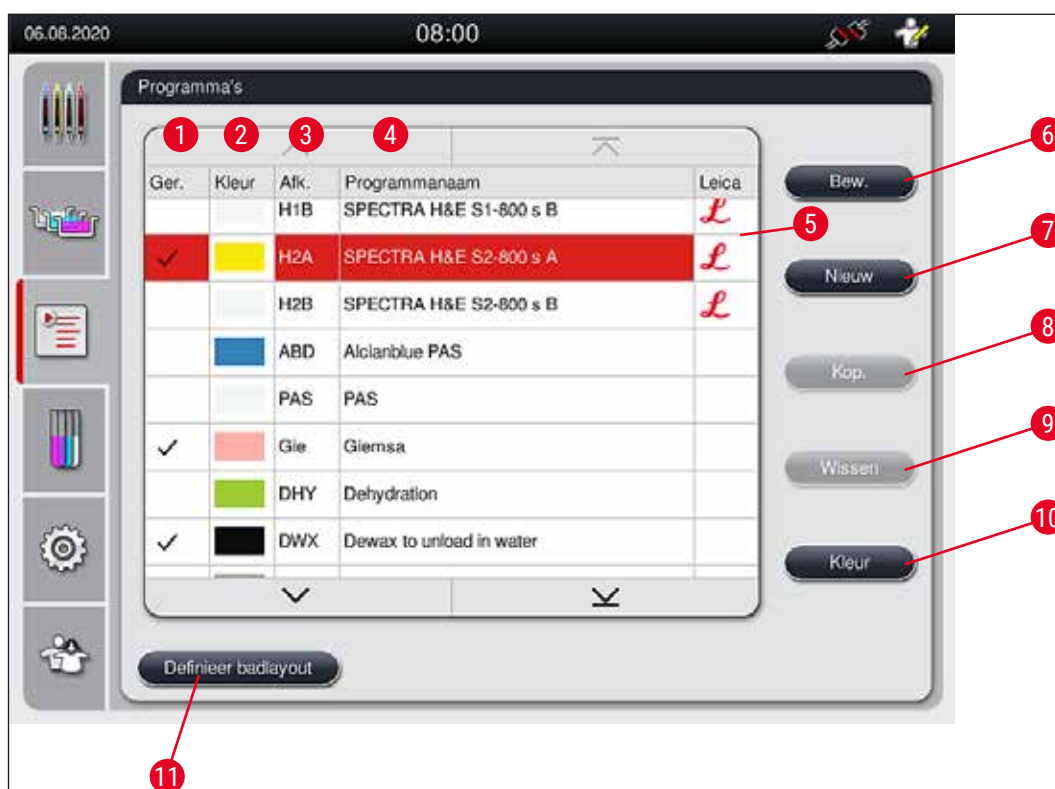 06.08.2020 08:00
Programma's
1 2 3 4
6
Ger. Kleur Afk. Programmanaam Leica Bew.
H1B SPECTRA H&E S1-800 s B
5
7
H2A SPECTRA H&E S2-800 s A
Nieuw
H2B SPECTRA H&E S2-800 s B
8
ABD Alcianblue PAS
Kop.
PAS PAS
9
Gie Giemsa
Wissen
DHY Dehydration
10
DWX Dewax to unload in water
Kleur
Definieer badlayout
11